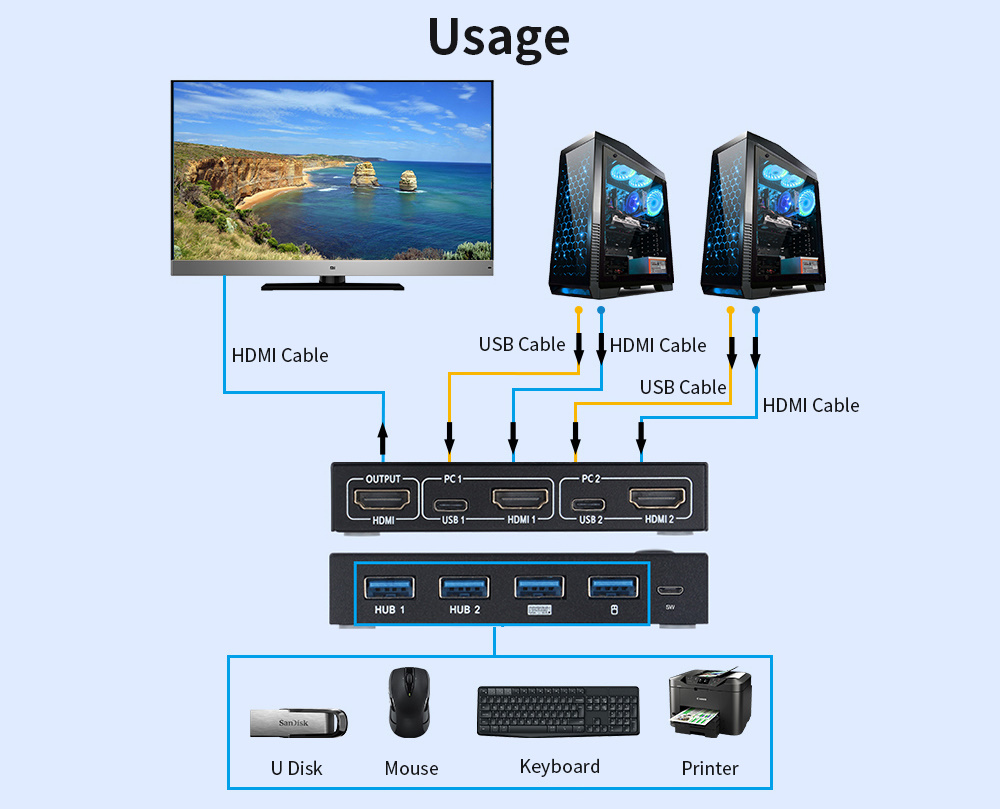 Usage
HDMI Cable
USB Cable
HDMI Cable
USB Cable
HDMI Cable
OUTPUT
PC 1
PC 2
HDMI
USB 1
HDMI 1
USB 2
HDMI 2
HUB 1
HUB 2
SW
SanDisk
U Disk
Mouse
Keyboard
Printer